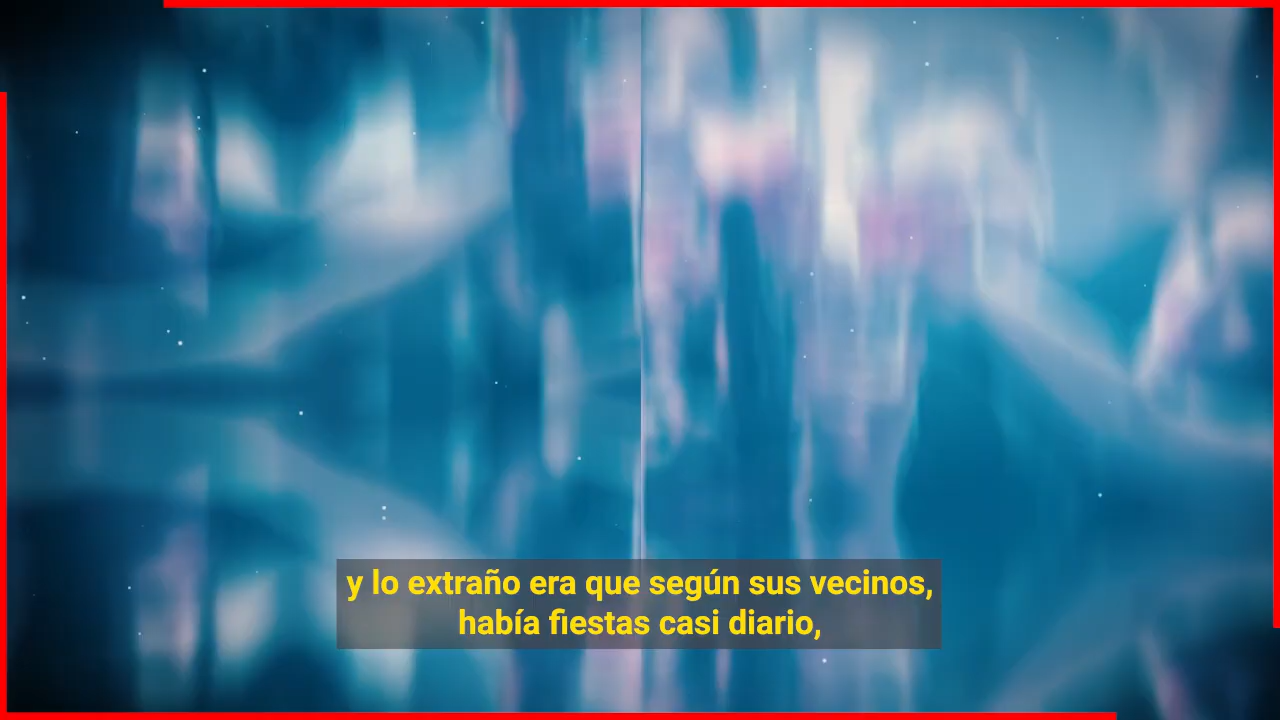 y lo extraño era que según sus vecinos,
había fiestas casi diario,